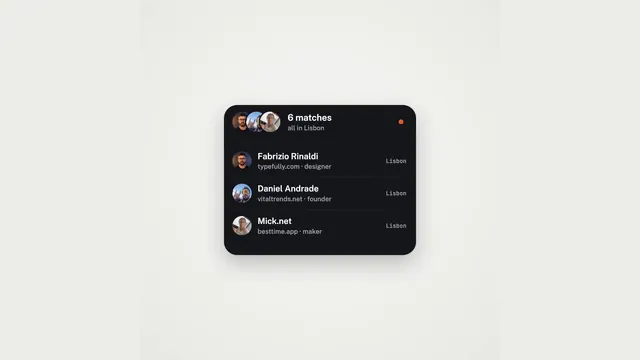 6 matches
all in Lisbon
Fabrizio Rinaldi
typefully.com · designer
Lisbon
Daniel Andrade
vitaltrends.net · founder
Lisbon
Mick.net
besttime.app · maker
Lisbon